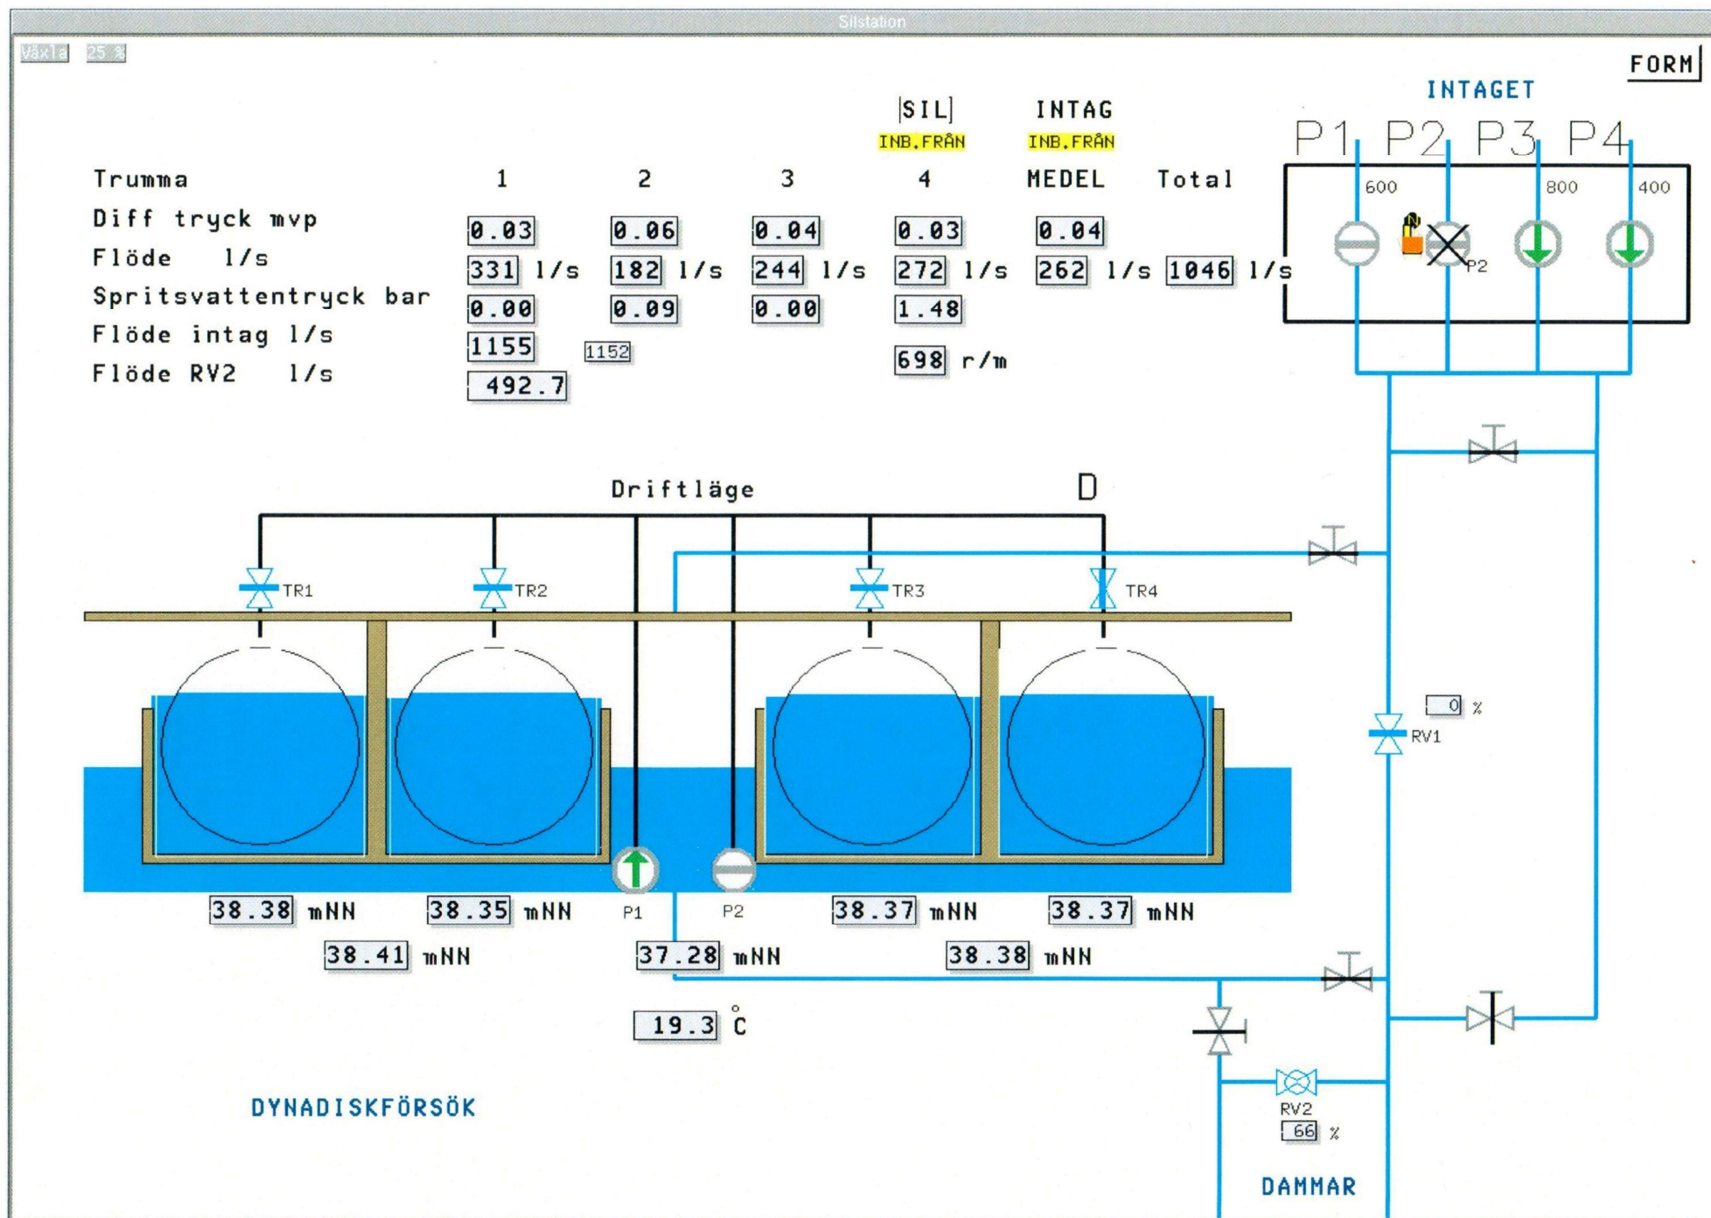 Silstation
Växla 25 %
FORM
INTAGET
SIL INTAG
INB.FRÅN INB.FRÅN
P1 P2 P3 P4
Trumma 1 2 3 4 MEDEL Total
600 800 400
Diff tryck mvp 0.03 0.06 0.04 0.03 0.04
N
P2
Flöde l/s 331 l/s 182 l/s 244 l/s 272 l/s 262 l/s 1046 l/s
Spritsvattentryck bar 0.00 0.09 0.00 1.48
Flöde intag l/s 1155 1152 698 r/m
Flöde RV2 l/s 492.7
Driftläge D
TR1 TR2 TR3 TR4
0 %
RV1
38.38 mNN 38.35 mNN P1 P2 38.37 mNN 38.37 mNN
38.41 mNN 37.28 mNN 38.38 mNN
19.3 °C
DYNADISKFÖRSÖK
RV2
66 %
DAMMAR